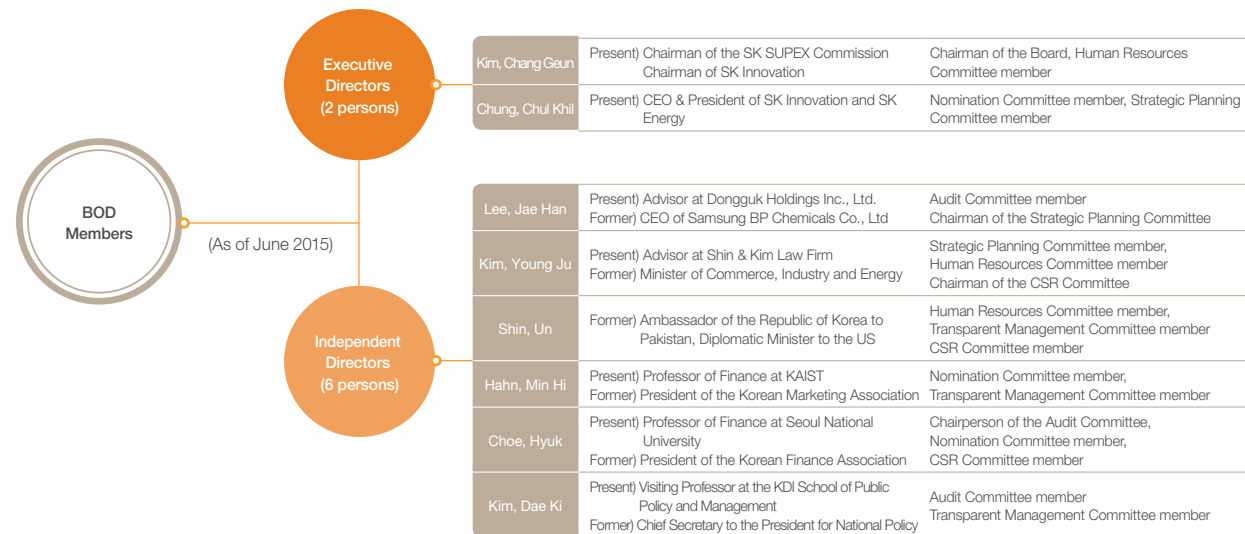 BOD
Members
(As of June 2015)
Executive
Directors
(2 persons)
Kim, Chang Geun
Present) Chairman of the SK SUPEX Commission
Chairman of SK Innovation
Chairman of the Board, Human Resources
Committee member
Chung, Chul Khil
Present) CEO & President of SK Innovation and SK
Energy
Nomination Committee member, Strategic Planning
Committee member
Independent
Directors
(6 persons)
Lee, Jae Han
Present) Advisor at Dongguk Holdings Inc., Ltd.
Former) CEO of Samsung BP Chemicals Co., Ltd
Audit Committee member
Chairman of the Strategic Planning Committee
Kim, Young Ju
Present) Advisor at Shin & Kim Law Firm
Former) Minister of Commerce, Industry and Energy
Strategic Planning Committee member,
Human Resources Committee member
Chairman of the CSR Committee
Shin, Un
Former) Ambassador of the Republic of Korea to
Pakistan, Diplomatic Minister to the US
Human Resources Committee member,
Transparent Management Committee member
CSR Committee member
Hahn, Min Hi
Present) Professor of Finance at KAIST
Former) President of the Korean Marketing Association
Nomination Committee member,
Transparent Management Committee member
Choe, Hyuk
Present) Professor of Finance at Seoul National
University
Former) President of the Korean Finance Association
Chairperson of the Audit Committee,
Nomination Committee member,
CSR Committee member
Kim, Dae Ki
Present) Visiting Professor at the KDI School of Public
Policy and Management
Former) Chief Secretary to the President for National Policy
Audit Committee member
Transparent Management Committee member